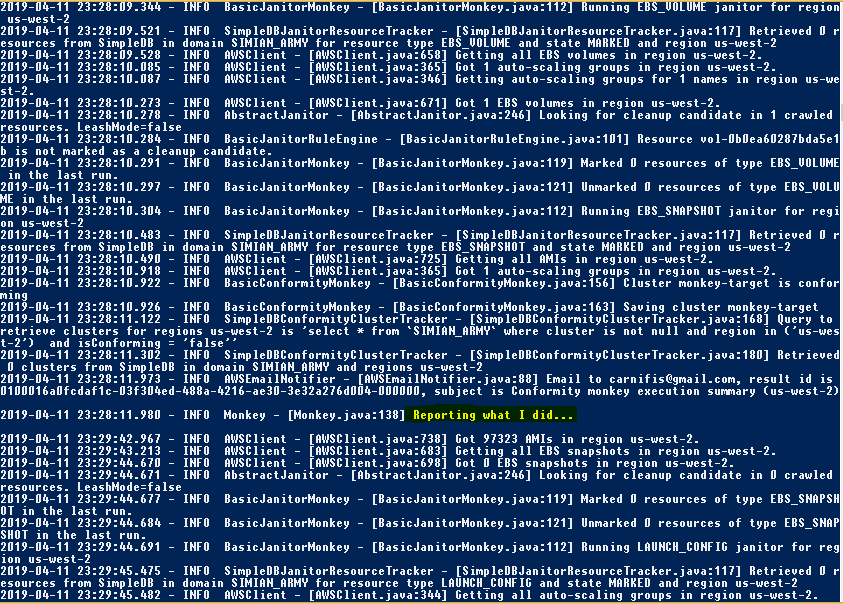 2019-04-11 23:28:09.344 - INFO  BasicJanitorMonkey - [BasicJanitorMonkey.java:112] Running EBS_VOLUME janitor for region
 us-west-2
2019-04-11 23:28:09.521 - INFO  SimpleDBJanitorResourceTracker - [SimpleDBJanitorResourceTracker.java:117] Retrieved 0 r
esources from SimpleDB in domain SIMIAN_ARMY for resource type EBS_VOLUME and state MARKED and region us-west-2
2019-04-11 23:28:09.528 - INFO  AWSClient - [AWSClient.java:658] Getting all EBS volumes in region us-west-2.
2019-04-11 23:28:10.085 - INFO  AWSClient - [AWSClient.java:365] Got 1 auto-scaling groups in region us-west-2.
2019-04-11 23:28:10.087 - INFO  AWSClient - [AWSClient.java:346] Getting auto-scaling groups for 1 names in region us-we
st-2.
2019-04-11 23:28:10.273 - INFO  AWSClient - [AWSClient.java:671] Got 1 EBS volumes in region us-west-2.
2019-04-11 23:28:10.278 - INFO  AbstractJanitor - [AbstractJanitor.java:246] Looking for cleanup candidate in 1 crawled
resources. LeashMode=false
2019-04-11 23:28:10.284 - INFO  BasicJanitorRuleEngine - [BasicJanitorRuleEngine.java:101] Resource vol-0b0ea60287bda5e1
b is not marked as a cleanup candidate.
2019-04-11 23:28:10.291 - INFO  BasicJanitorMonkey - [BasicJanitorMonkey.java:119] Marked 0 resources of type EBS_VOLUME
 in the last run.
2019-04-11 23:28:10.297 - INFO  BasicJanitorMonkey - [BasicJanitorMonkey.java:121] Unmarked 0 resources of type EBS_VOLU
ME in the last run.
2019-04-11 23:28:10.304 - INFO  BasicJanitorMonkey - [BasicJanitorMonkey.java:112] Running EBS_SNAPSHOT janitor for regi
on us-west-2
2019-04-11 23:28:10.483 - INFO  SimpleDBJanitorResourceTracker - [SimpleDBJanitorResourceTracker.java:117] Retrieved 0 r
esources from SimpleDB in domain SIMIAN_ARMY for resource type EBS_SNAPSHOT and state MARKED and region us-west-2
2019-04-11 23:28:10.490 - INFO  AWSClient - [AWSClient.java:725] Getting all AMIs in region us-west-2.
2019-04-11 23:28:10.918 - INFO  AWSClient - [AWSClient.java:365] Got 1 auto-scaling groups in region us-west-2.
2019-04-11 23:28:10.922 - INFO  BasicConformityMonkey - [BasicConformityMonkey.java:156] Cluster monkey-target is confor
ming
2019-04-11 23:28:10.926 - INFO  BasicConformityMonkey - [BasicConformityMonkey.java:163] Saving cluster monkey-target
2019-04-11 23:28:11.122 - INFO  SimpleDBConformityClusterTracker - [SimpleDBConformityClusterTracker.java:168] Query to
retrieve clusters for regions us-west-2 is 'select * from `SIMIAN_ARMY` where cluster is not null and region in ('us-wes
t-2')  and isConforming = 'false''
2019-04-11 23:28:11.302 - INFO  SimpleDBConformityClusterTracker - [SimpleDBConformityClusterTracker.java:180] Retrieved
 0 clusters from SimpleDB in domain SIMIAN_ARMY and regions us-west-2
2019-04-11 23:28:11.973 - INFO  AWSEmailNotifier - [AWSEmailNotifier.java:88] Email to carnifis@gmail.com, result id is
0100016a0fcdaf1c-03f304ed-488a-4216-ae30-3e32a276d004-000000, subject is Conformity monkey execution summary (us-west-2)
2019-04-11 23:28:11.980 - INFO  Monkey - [Monkey.java:138] Reporting what I did...
2019-04-11 23:29:42.967 - INFO  AWSClient - [AWSClient.java:738] Got 97323 AMIs in region us-west-2.
2019-04-11 23:29:43.213 - INFO  AWSClient - [AWSClient.java:683] Getting all EBS snapshots in region us-west-2.
2019-04-11 23:29:44.670 - INFO  AWSClient - [AWSClient.java:698] Got 0 EBS snapshots in region us-west-2.
2019-04-11 23:29:44.671 - INFO  AbstractJanitor - [AbstractJanitor.java:246] Looking for cleanup candidate in 0 crawled
resources. LeashMode=false
2019-04-11 23:29:44.677 - INFO  BasicJanitorMonkey - [BasicJanitorMonkey.java:119] Marked 0 resources of type EBS_SNAPSH
OT in the last run.
2019-04-11 23:29:44.684 - INFO  BasicJanitorMonkey - [BasicJanitorMonkey.java:121] Unmarked 0 resources of type EBS_SNAP
SHOT in the last run.
2019-04-11 23:29:44.691 - INFO  BasicJanitorMonkey - [BasicJanitorMonkey.java:112] Running LAUNCH_CONFIG janitor for reg
ion us-west-2
2019-04-11 23:29:45.475 - INFO  SimpleDBJanitorResourceTracker - [SimpleDBJanitorResourceTracker.java:117] Retrieved 0 r
esources from SimpleDB in domain SIMIAN_ARMY for resource type LAUNCH_CONFIG and state MARKED and region us-west-2
2019-04-11 23:29:45.482 - INFO  AWSClient - [AWSClient.java:344] Getting all auto-scaling groups in region us-west-2.